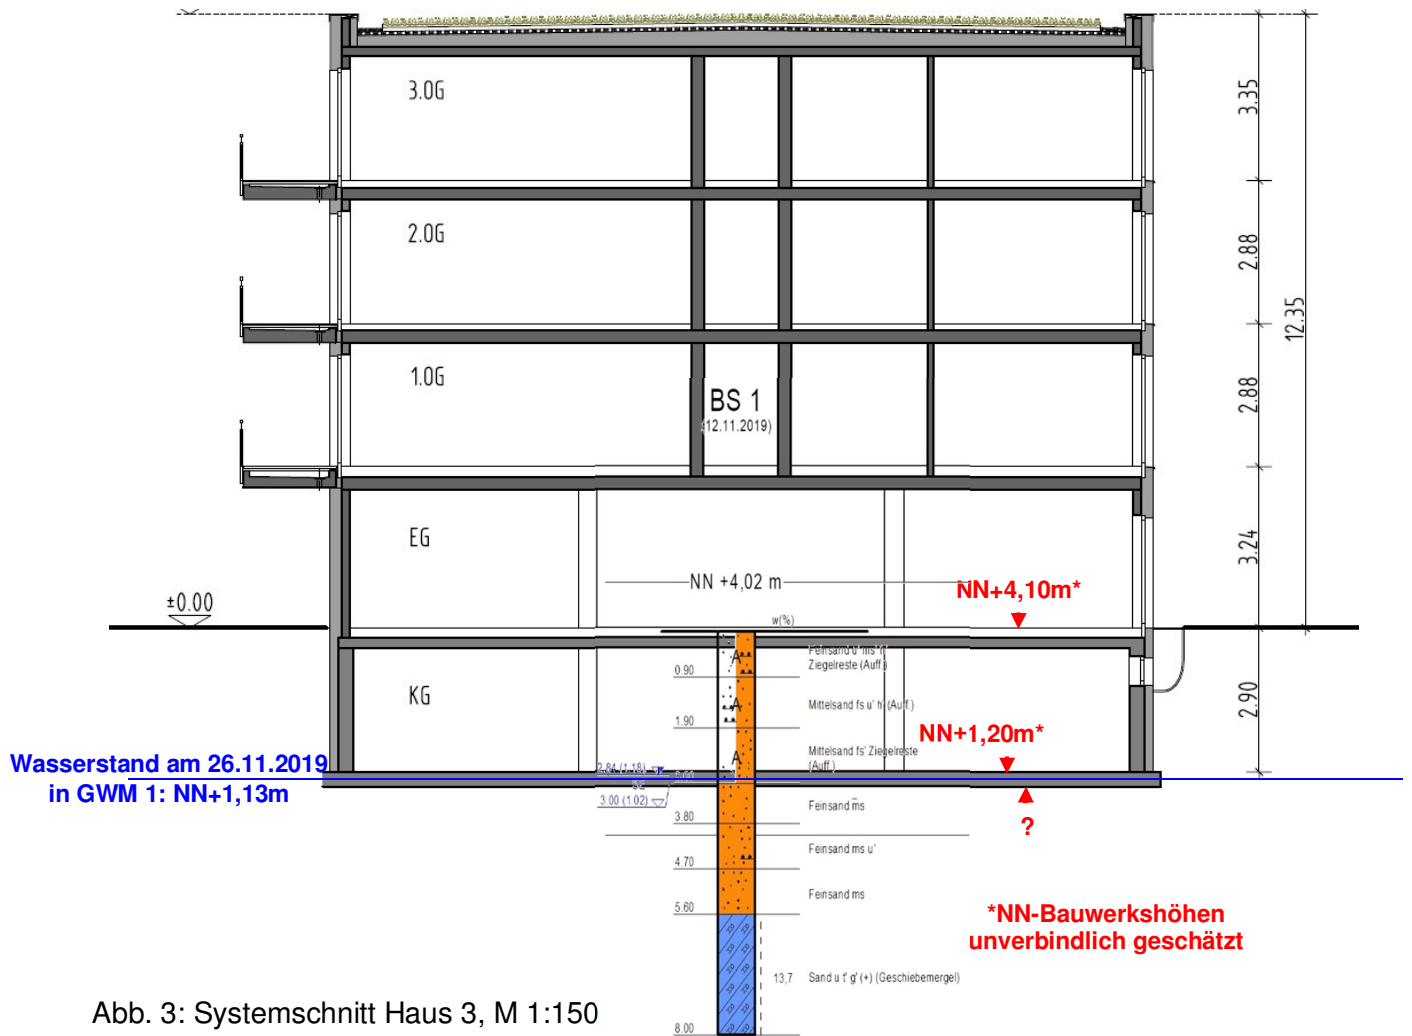 3.OG
3.35
2.OG
2.88
12.35
1.OG
2.88
BS 1
(12.11.2019)
EG
3.24
NN +4,02 m
NN+4,10m*
±0.00
w(%)
Feinsand u' ms' h'
Ziegelreste (Auff.)
A
0.90
KG
A
Mittelsand fs u' h' (Auff.)
2.90
1.90
NN+1,20m*
Mittelsand fs' Ziegelreste
(Auff.)
A
Wasserstand am 26.11.2019
in GWM 1: NN+1,13m
2.84 (1.18)
3.00 (1.02)
Feinsand m̄s
3.80
?
Feinsand ms u'
4.70
Feinsand ms
5.60
*NN-Bauwerkshöhen
unverbindlich geschätzt
13,7 Sand u t' g' (+) (Geschiebemergel)
Abb. 3: Systemschnitt Haus 3, M 1:150
8.00